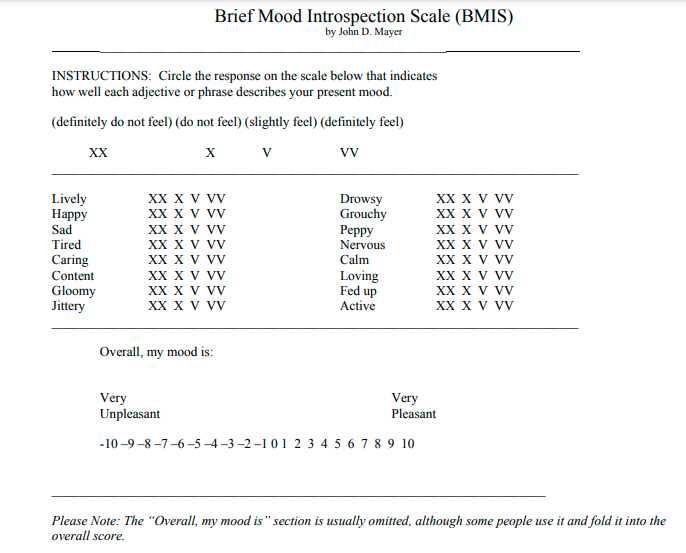 Brief Mood Introspection Scale (BMIS)
by John D. Mayer
INSTRUCTIONS: Circle the response on the scale below that indicates
how well each adjective or phrase describes your present mood.
(definitely do not feel) (do not feel) (slightly feel) (definitely feel)
XX X V VV
Lively XX X V VV Drowsy XX X V VV
Happy XX X V VV Grouchy XX X V VV
Sad XX X V VV Peppy XX X V VV
Tired XX X V VV Nervous XX X V VV
Caring XX X V VV Calm XX X V VV
Content XX X V VV Loving XX X V VV
Gloomy XX X V VV Fed up XX X V VV
Jittery XX X V VV Active XX X V VV
Overall, my mood is:
Very Very
Unpleasant Pleasant
-10 –9 –8 –7 –6 –5 –4 –3 –2 –1 0 1 2 3 4 5 6 7 8 9 10
Please Note: The “Overall, my mood is” section is usually omitted, although some people use it and fold it into the
overall score.